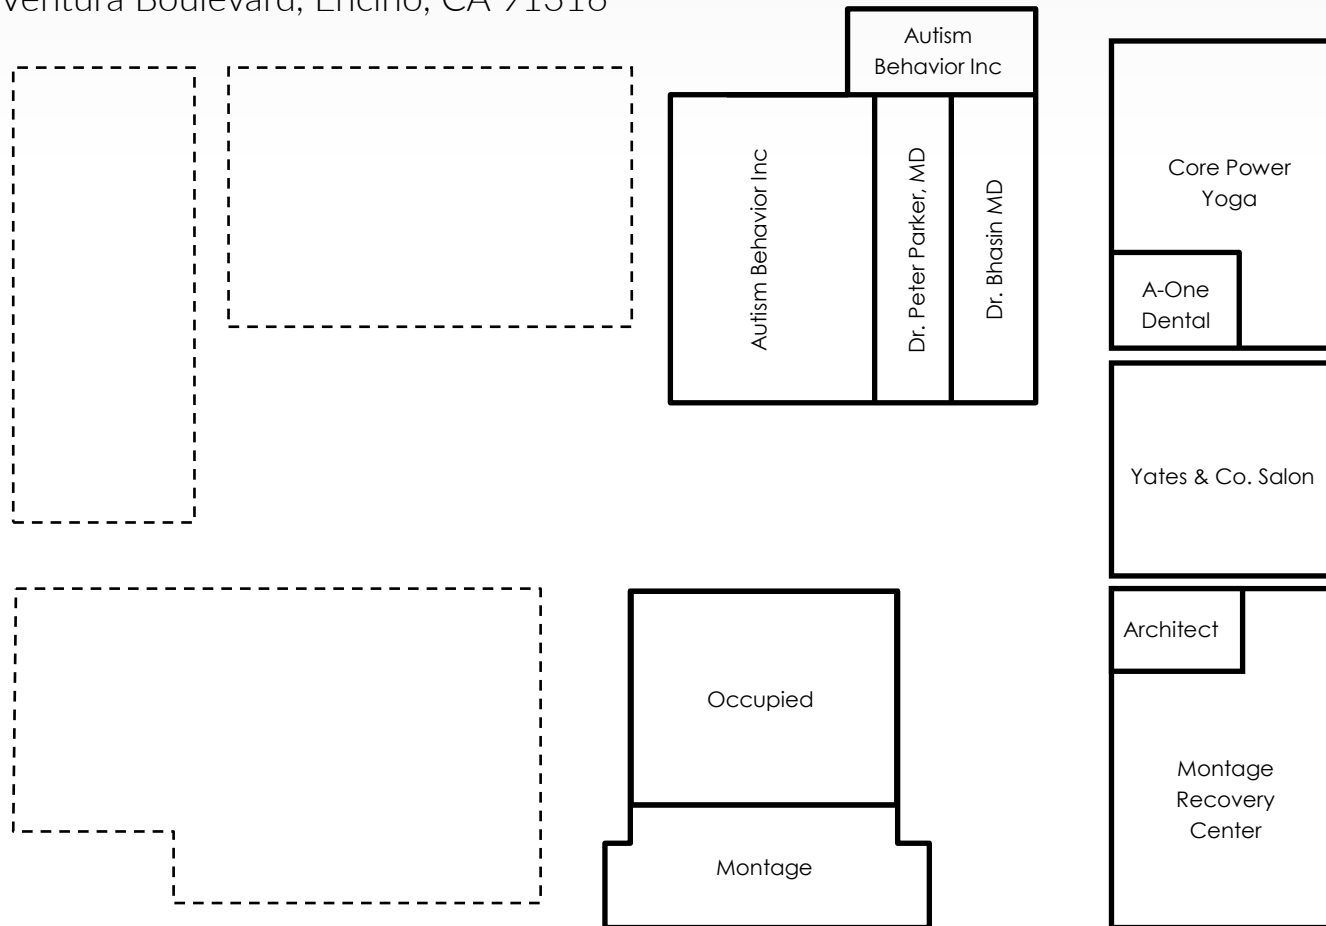 Ventura Boulevard, Encino, CA 91316
Autism
Behavior Inc
Autism Behavior Inc
Dr. Peter Parker, MD
Dr. Bhasin MD
Core Power
Yoga
A-One
Dental
Yates & Co. Salon
Occupied
Montage
Architect
Montage
Recovery
Center